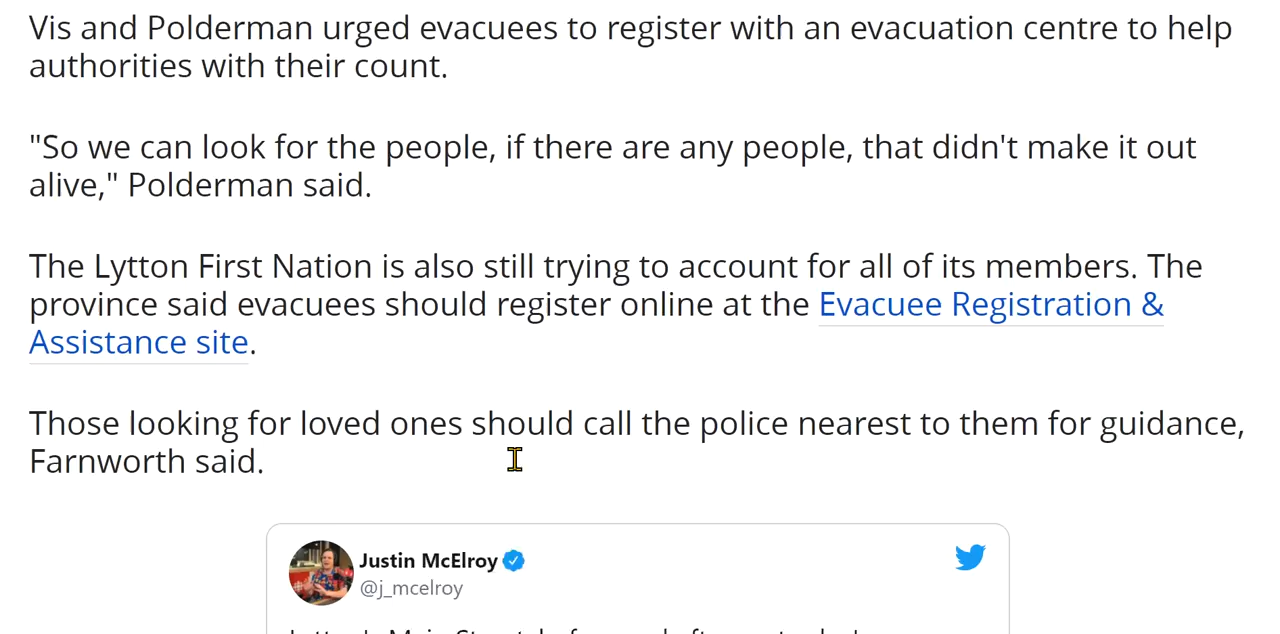 Vis and Polderman urged evacuees to register with an evacuation centre to help
authorities with their count.
"So we can look for the people, if there are any people, that didn't make it out
alive," Polderman said.
The Lytton First Nation is also still trying to account for all of its members. The
province said evacuees should register online at the Evacuee Registration &
Assistance site.
Those looking for loved ones should call the police nearest to them for guidance,
Farnworth said.
Justin McElroy
@j_mcelroy